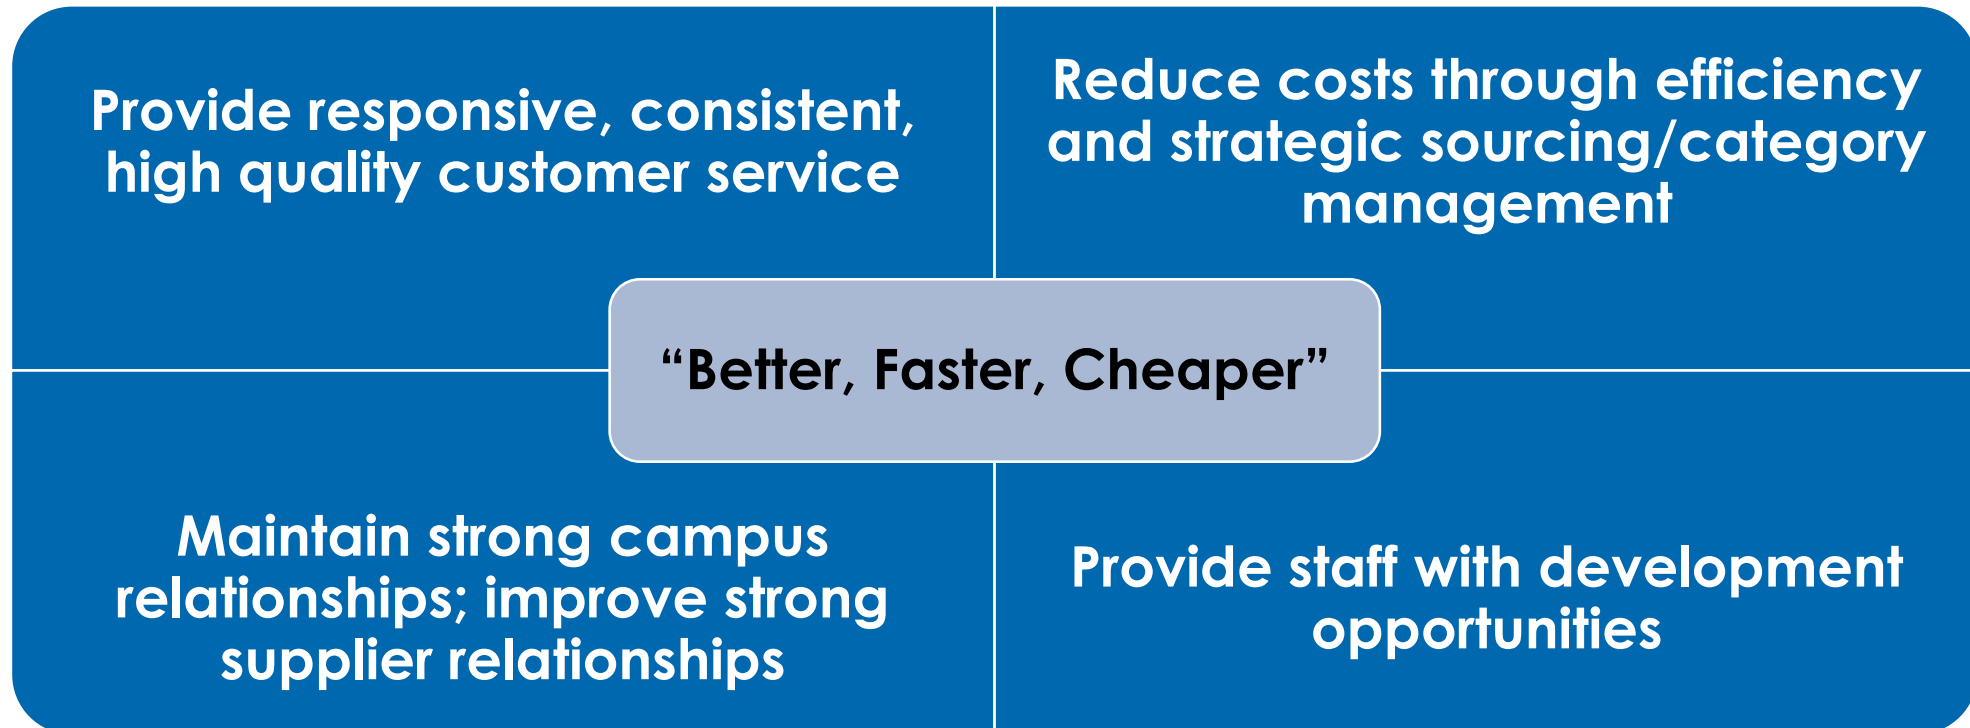 Provide responsive, consistent,
high quality customer service
Reduce costs through efficiency
and strategic sourcing/category
management
“Better, Faster, Cheaper”
Maintain strong campus
relationships; improve strong
supplier relationships
Provide staff with development
opportunities